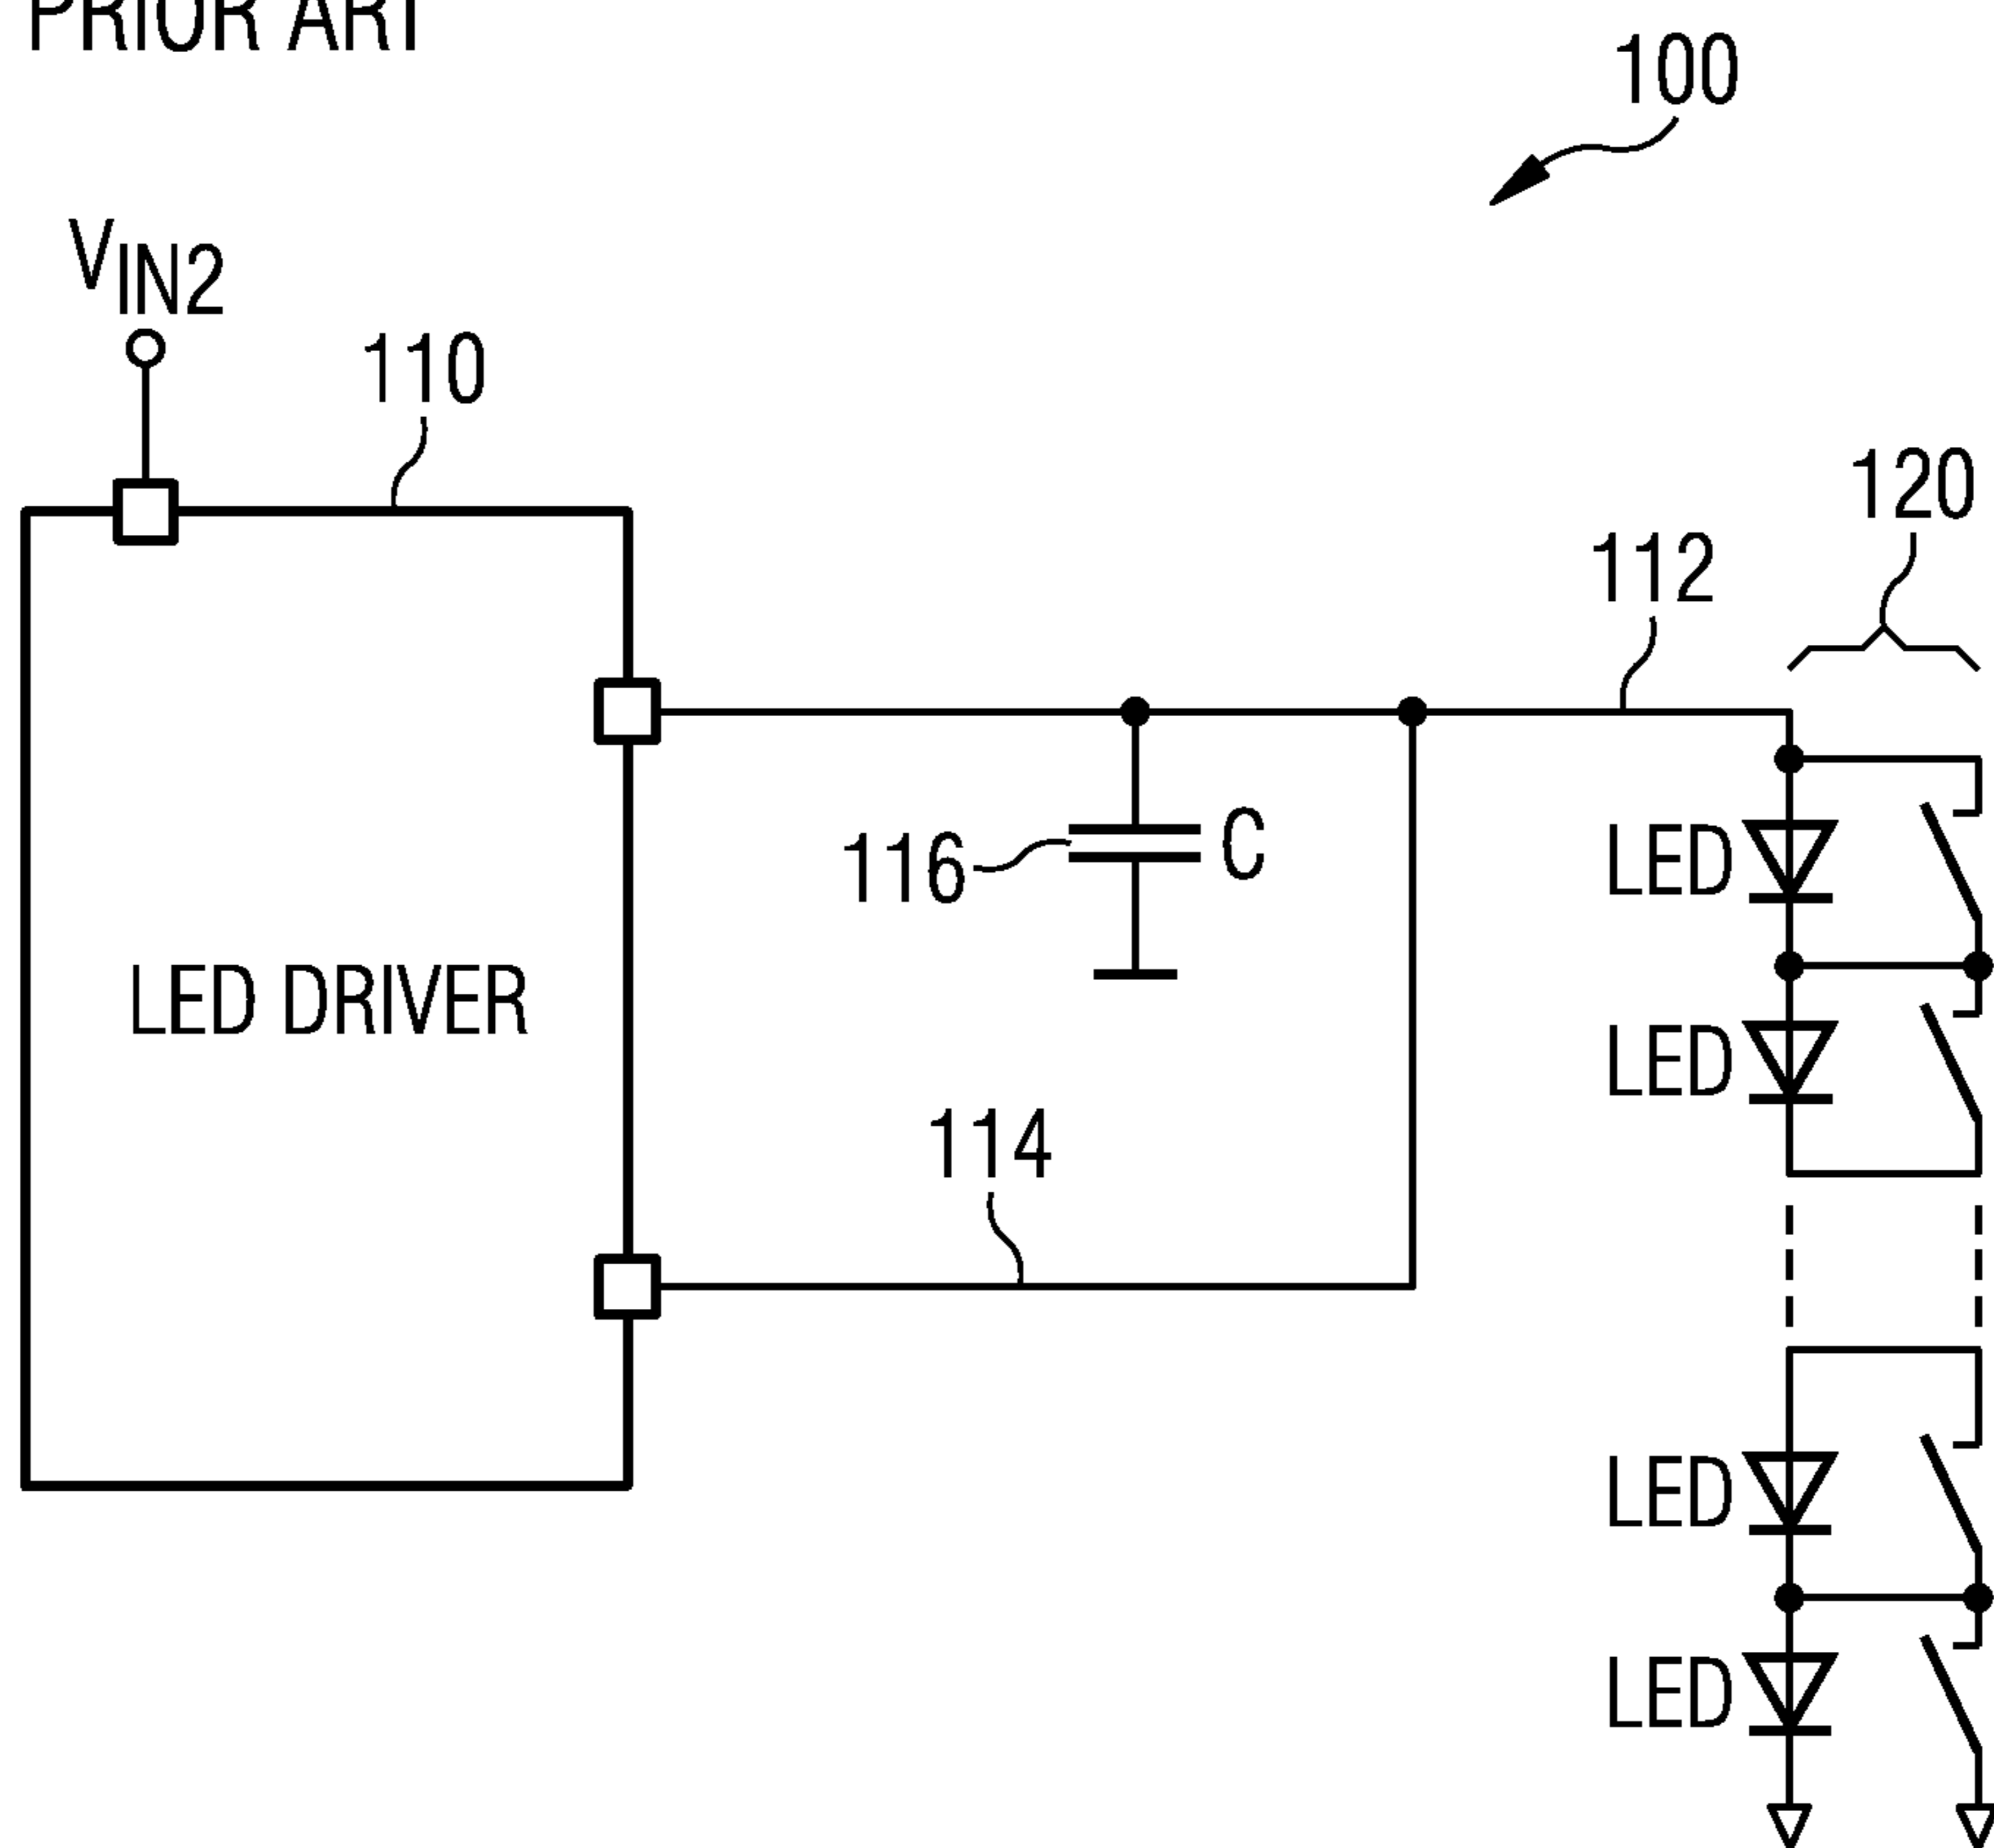 PRIOR ART
100
VIN2
110
120
112
LED
116
C
LED DRIVER
LED
114
LED
LED